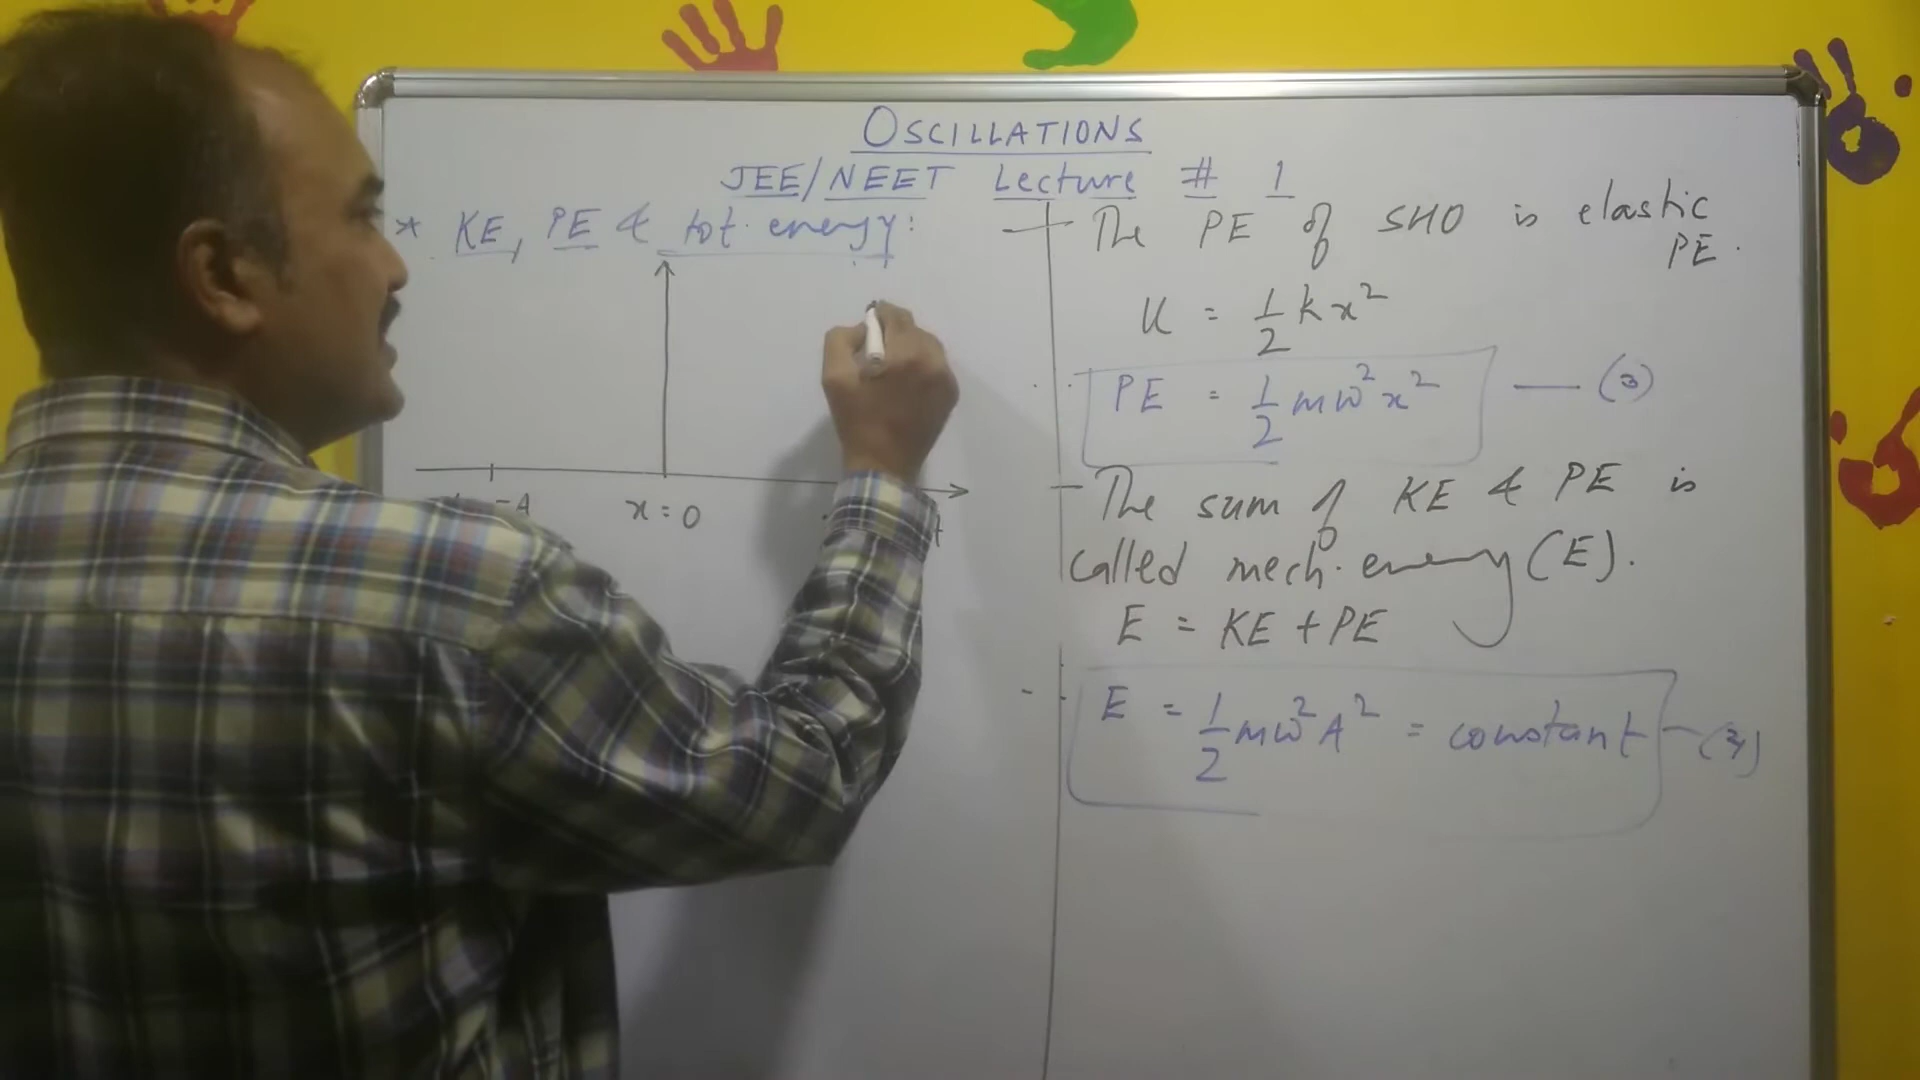 OSCILLATIONS
JEE/NEET Lecture # 1
* KE, PE & tot. energy:
-A
x = 0
The PE of SHO is elastic
PE.
U = 1/2 kx²
PE = 1/2 mω²x² — (3)
The sum of KE & PE is
called mech. energy (E).
E = KE + PE
E = 1/2 mω²A² = constant